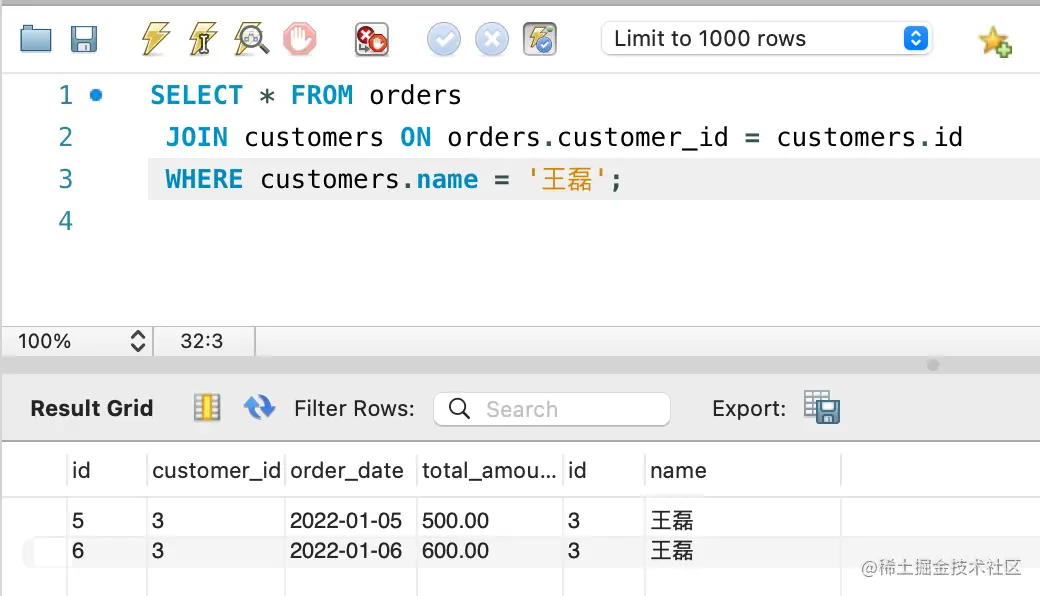 Limit to 1000 rows
1 SELECT * FROM orders
2 JOIN customers ON orders.customer_id = customers.id
3 WHERE customers.name = '王磊';
4
100% 32:3
Result Grid Filter Rows: Search Export:
id customer_id order_date total_amou... id name
5 3 2022-01-05 500.00 3 王磊
6 3 2022-01-06 600.00 3 王磊
@稀土掘金技术社区